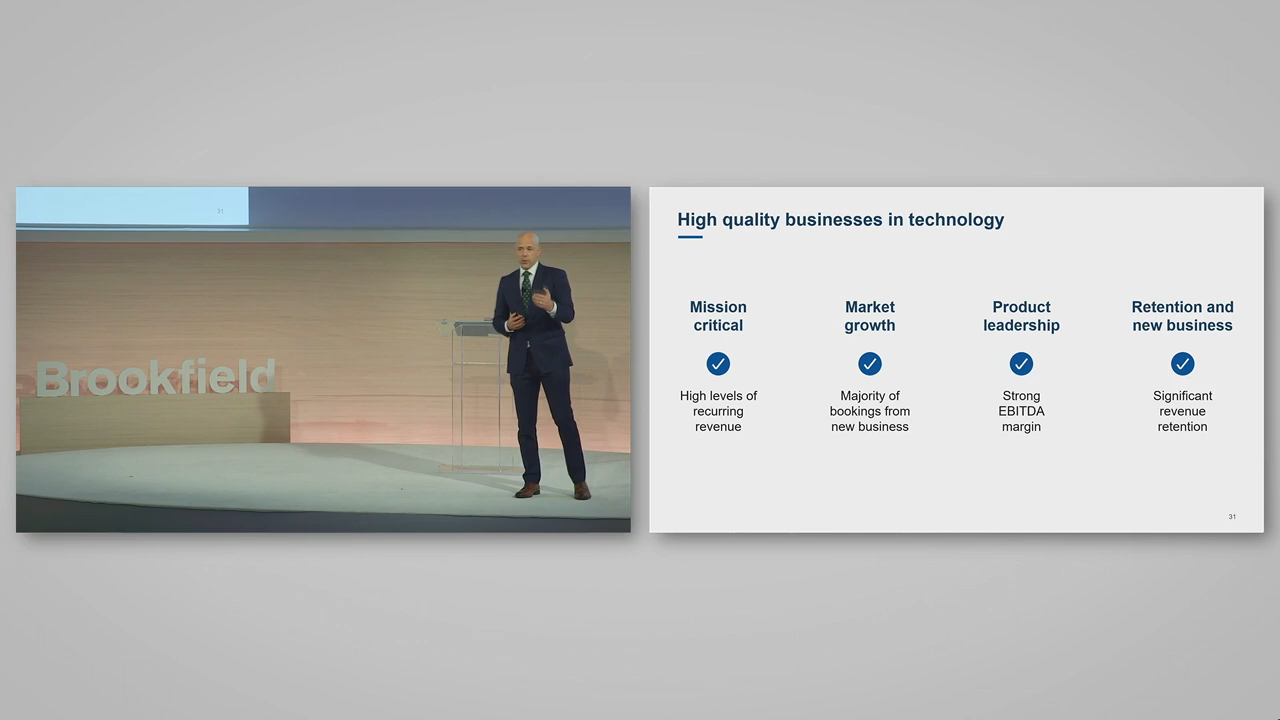 31
Brookfield
High quality businesses in technology
Mission
critical
High levels of
recurring
revenue
Market
growth
Majority of
bookings from
new business
Product
leadership
Strong
EBITDA
margin
Retention and
new business
Significant
revenue
retention
31